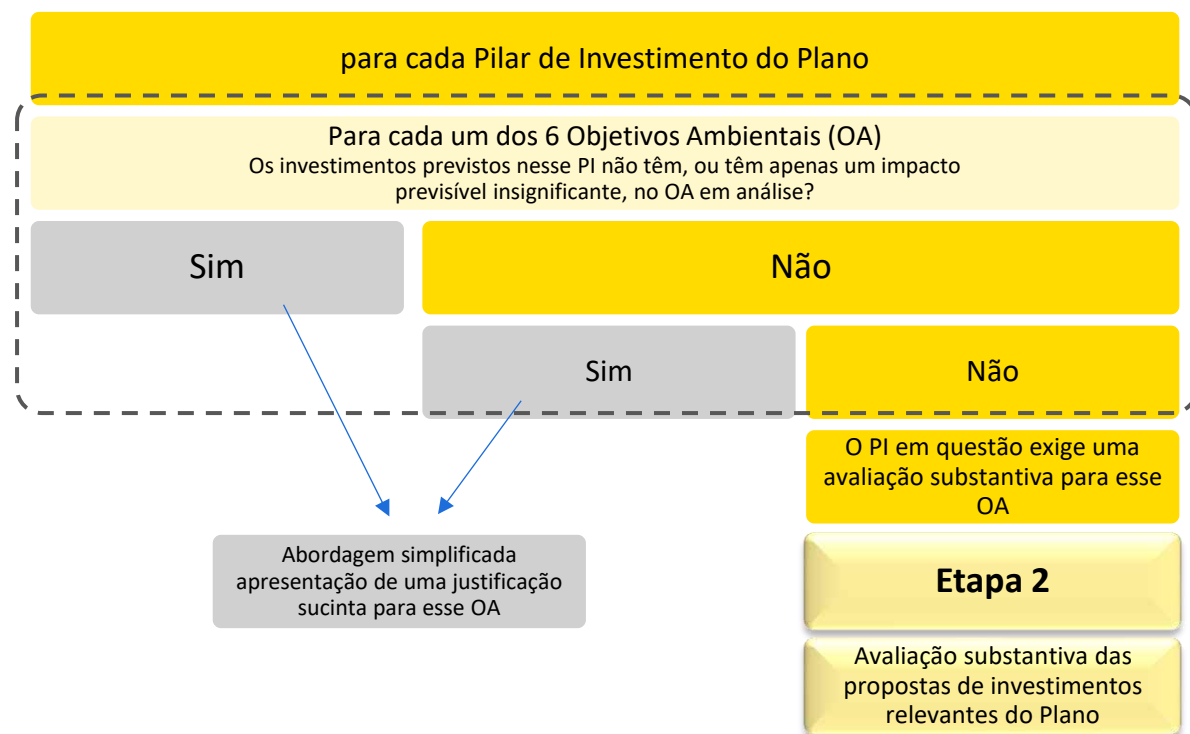 para cada Pilar de Investimento do Plano
Para cada um dos 6 Objetivos Ambientais (OA)
Os investimentos previstos nesse PI não têm, ou têm apenas um impacto
previsível insignificante, no OA em análise?
Sim
Não
Sim
Não
O PI em questão exige uma
avaliação substantiva para esse
OA
Abordagem simplificada
apresentação de uma justificação
sucinta para esse OA
Etapa 2
Avaliação substantiva das
propostas de investimentos
relevantes do Plano